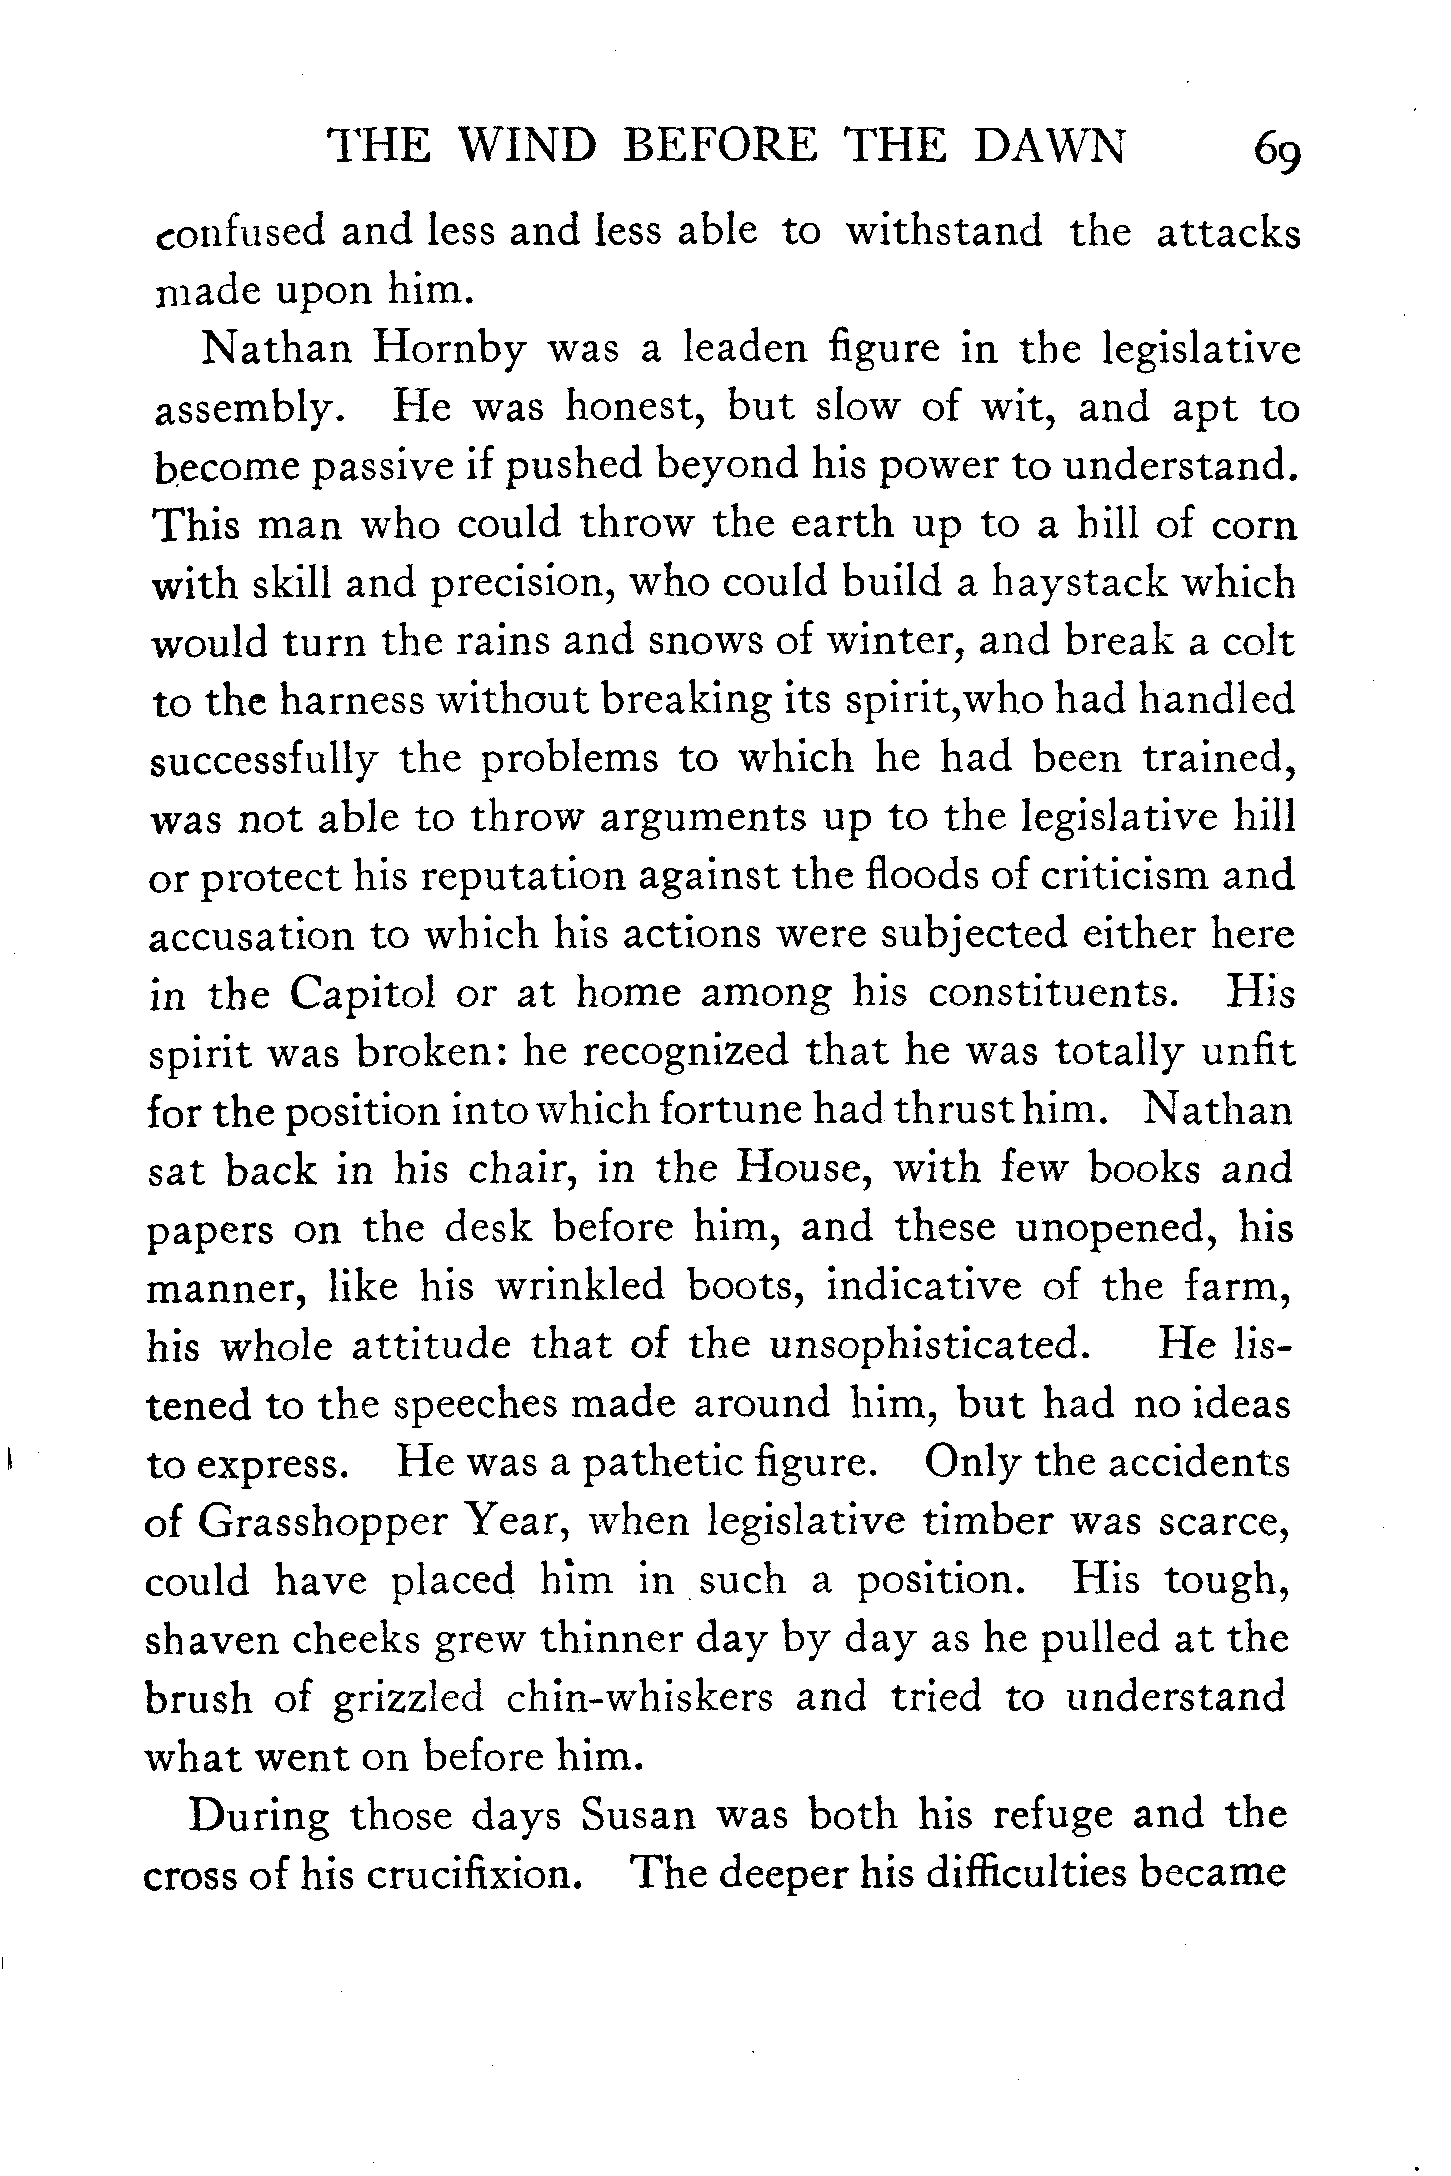 THE WIND BEFORE THE DAWN 69
confused and less and less able to withstand the attacks
made upon him.
Nathan Hornby was a leaden figure in the legislative
assembly. He was honest, but slow of wit, and apt to
become passive if pushed beyond his power to understand.
This man who could throw the earth up to a hill of corn
with skill and precision, who could build a haystack which
would turn the rains and snows of winter, and break a colt
to the harness without breaking its spirit,who had handled
successfully the problems to which he had been trained,
was not able to throw arguments up to the legislative hill
or protect his reputation against the floods of criticism and
accusation to which his actions were subjected either here
in the Capitol or at home among his constituents. His
spirit was broken: he recognized that he was totally unfit
for the position into which fortune had thrust him. Nathan
sat back in his chair, in the House, with few books and
papers on the desk before him, and these unopened, his
manner, like his wrinkled boots, indicative of the farm,
his whole attitude that of the unsophisticated. He lis-
tened to the speeches made around him, but had no ideas
to express. He was a pathetic figure. Only the accidents
of Grasshopper Year, when legislative timber was scarce,
could have placed him in such a position. His tough,
shaven cheeks grew thinner day by day as he pulled at the
brush of grizzled chin-whiskers and tried to understand
what went on before him.
During those days Susan was both his refuge and the
cross of his crucifixion. The deeper his difficulties became